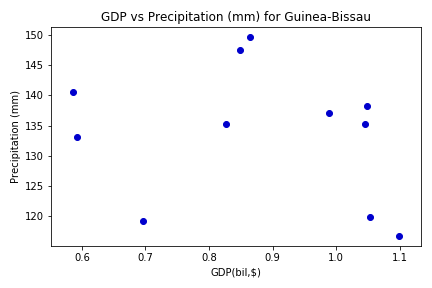 GDP vs Precipitation (mm) for Guinea-Bissau
150
145
140
135
130
125
120
Precipitation (mm)
0.6 0.7 0.8 0.9 1.0 1.1
GDP(bil,$)